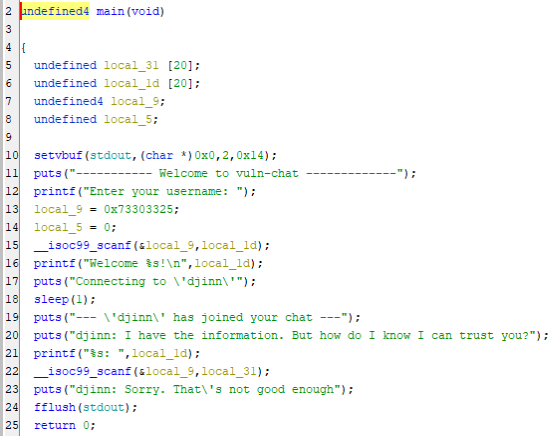 2 undefined4 main(void)
3
4 {
5 undefined local_31 [20];
6 undefined local_1d [20];
7 undefined4 local_9;
8 undefined local_5;
9
10 setvbuf(stdout,(char *)0x0,2,0x14);
11 puts("----------- Welcome to vuln-chat -------------");
12 printf("Enter your username: ");
13 local_9 = 0x73303325;
14 local_5 = 0;
15 __isoc99_scanf(&local_9,local_1d);
16 printf("Welcome %s!\n",local_1d);
17 puts("Connecting to \'djinn\'");
18 sleep(1);
19 puts("--- \'djinn\' has joined your chat ---");
20 puts("djinn: I have the information. But how do I know I can trust you?");
21 printf("%s: ",local_1d);
22 __isoc99_scanf(&local_9,local_31);
23 puts("djinn: Sorry. That\'s not good enough");
24 fflush(stdout);
25 return 0;